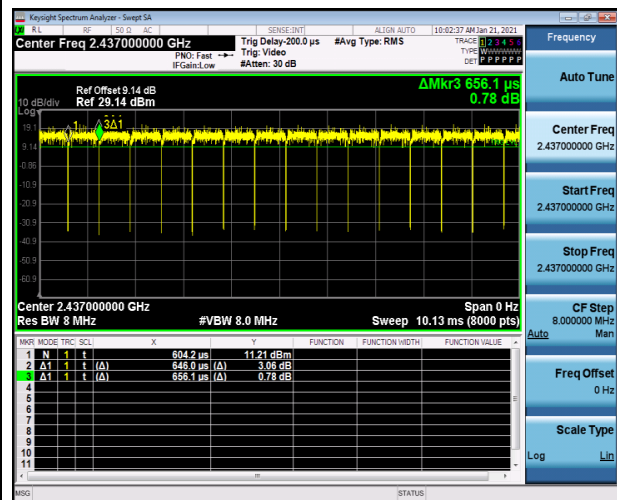 Keysight Spectrum Analyzer - Swept SA
RL RF 50 Ω AC SENSE:INT ALIGN AUTO 10:02:37 AM Jan 21, 2021
Center Freq 2.437000000 GHz
PNO: Fast
IFGain:Low
Trig Delay-200.0 µs
Trig: Video
#Atten: 30 dB
#Avg Type: RMS
TRACE 1 2 3 4 5 6
TYPE W
DET P P P P P P
ΔMkr3 656.1 µs
0.78 dB
Ref Offset 9.14 dB
Ref 29.14 dBm
10 dB/div
Log
1
3Δ1
19.1
9.14
-0.86
-10.9
-20.9
-30.9
-40.9
-50.9
-60.9
Center 2.437000000 GHz Span 0 Hz
Res BW 8 MHz #VBW 8.0 MHz Sweep 10.13 ms (8000 pts)
MKR MODE TRC SCL X Y FUNCTION FUNCTION WIDTH FUNCTION VALUE
1 N 1 t 604.2 µs 11.21 dBm
2 Δ1 1 t (Δ) 646.0 µs (Δ) 3.06 dB
3 Δ1 1 t (Δ) 656.1 µs (Δ) 0.78 dB
4
5
6
7
8
9
10
11
MSG STATUS
Frequency
Auto Tune
Center Freq
2.437000000 GHz
Start Freq
2.437000000 GHz
Stop Freq
2.437000000 GHz
CF Step
8.000000 MHz
Auto Man
Freq Offset
0 Hz
Scale Type
Log Lin